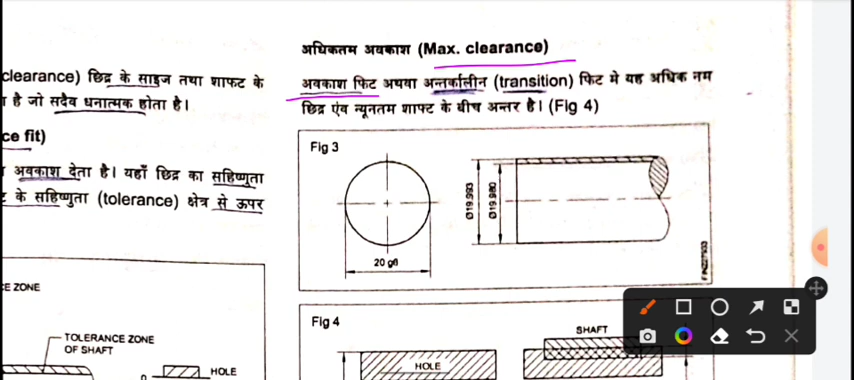 clearance) छिद्र के साइज तथा शाफ्ट के
है जो सदैव धनात्मक होता है।
ce fit)
अवकाश देता है। यहाँ छिद्र का सहिष्णुता
के सहिष्णुता (tolerance) क्षेत्र से ऊपर
E ZONE
TOLERANCE ZONE
OF SHAFT
HOLE
अधिकतम अवकाश (Max. clearance)
अवकाश फिट अथवा अन्तर्कालीन (transition) फिट मे यह अधिक नम
छिद्र एंव न्यूनतम शाफ्ट के बीच अन्तर है। (Fig 4)
Fig 3
Ø19.993
Ø19.980
20 g6
Fig 4
SHAFT
HOLE